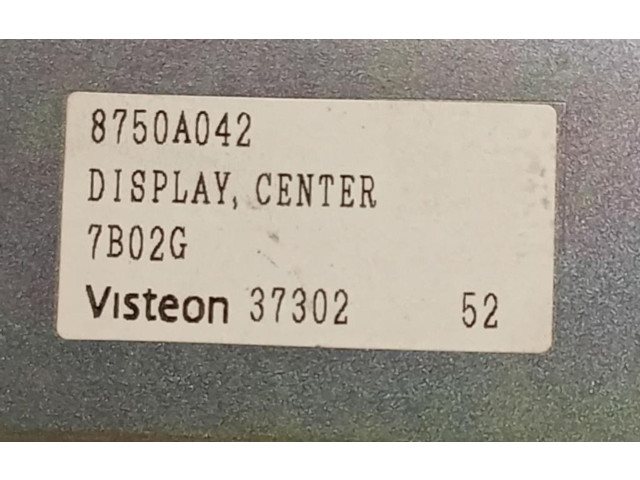 8750A042
DISPLAY, CENTER
7B02G
Visteon 37302 52